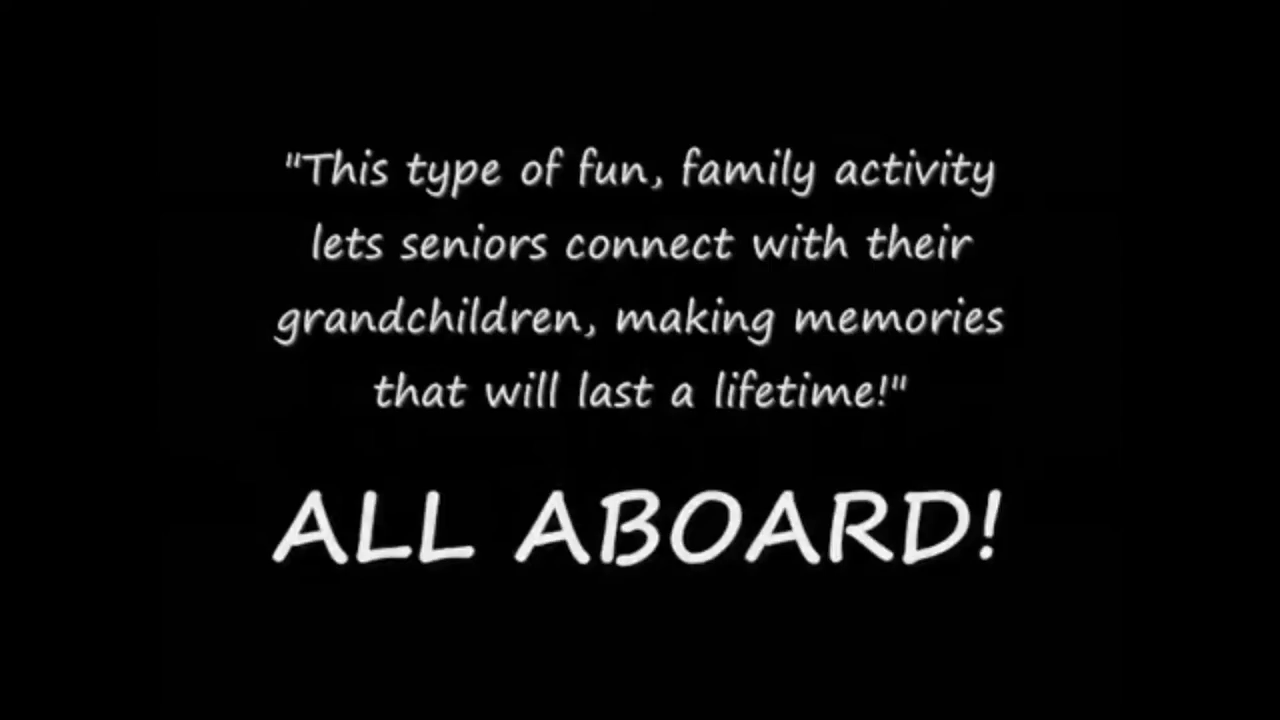 "This type of fun, family activity
lets seniors connect with their
grandchildren, making memories
that will last a lifetime!"
ALL ABOARD!